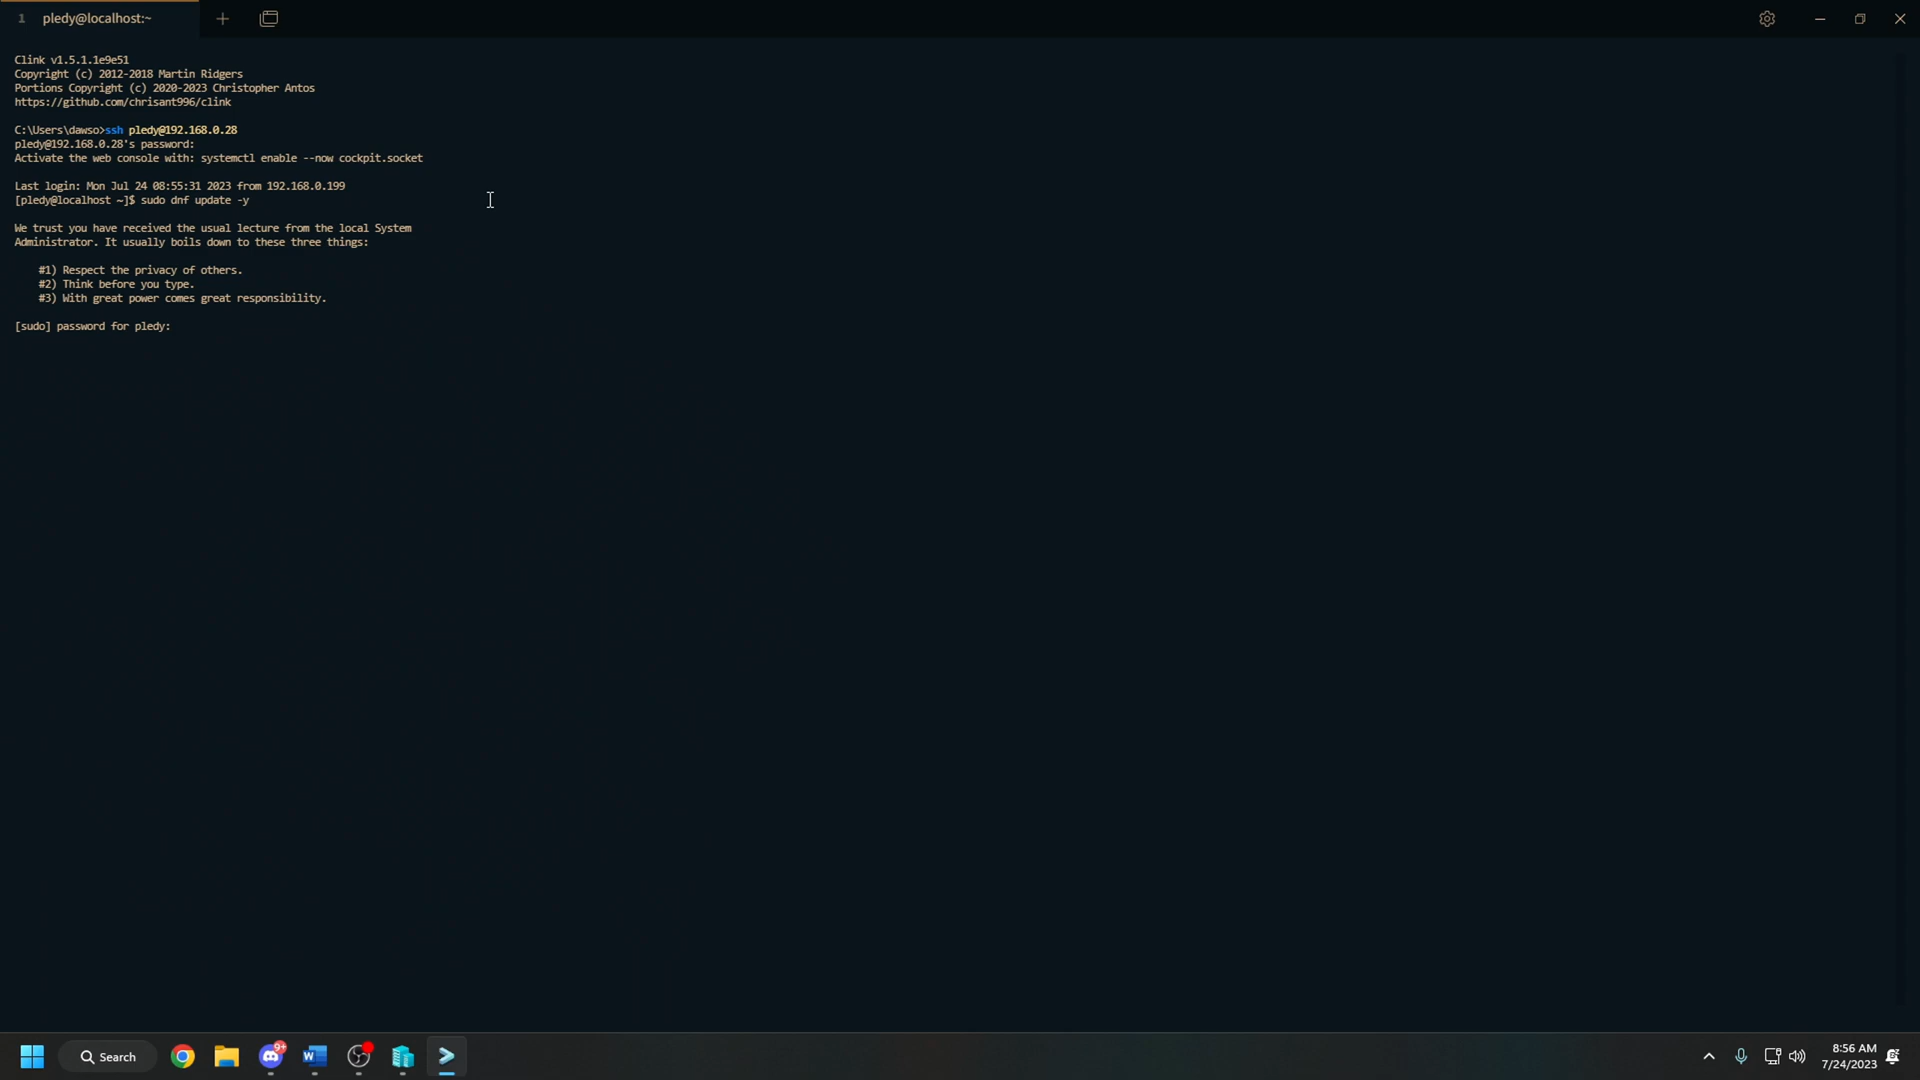 1 pledy@localhost:~
Clink v1.5.1.1e9e51
Copyright (c) 2012-2018 Martin Ridgers
Portions Copyright (c) 2020-2023 Christopher Antos
https://github.com/chrisant996/clink
C:\Users\dawso>ssh pledy@192.168.0.28
pledy@192.168.0.28's password:
Activate the web console with: systemctl enable --now cockpit.socket
Last login: Mon Jul 24 08:55:31 2023 from 192.168.0.199
[pledy@localhost ~]$ sudo dnf update -y
We trust you have received the usual lecture from the local System
Administrator. It usually boils down to these three things:
#1) Respect the privacy of others.
#2) Think before you type.
#3) With great power comes great responsibility.
[sudo] password for pledy:
Search
9+
W
8:56 AM
7/24/2023